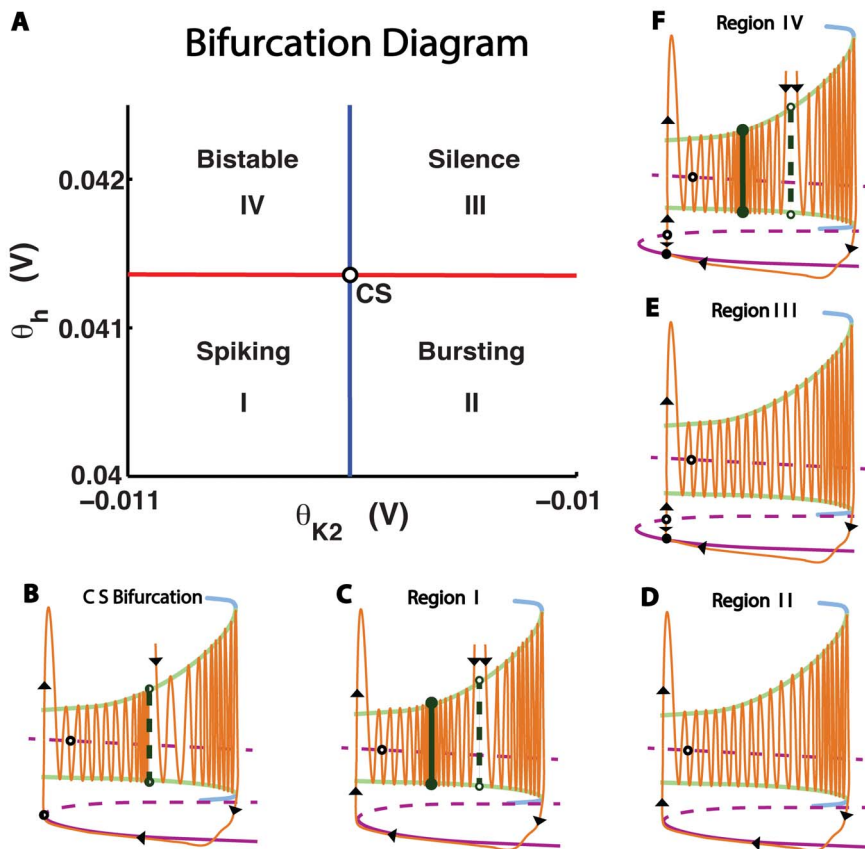 A
Bifurcation Diagram
θh (V)
0.042
0.041
0.04
Bistable
IV
Silence
III
CS
Spiking
I
Bursting
II
−0.011
−0.01
θK2 (V)
F
Region IV
E
Region III
B
C S Bifurcation
C
Region I
D
Region II